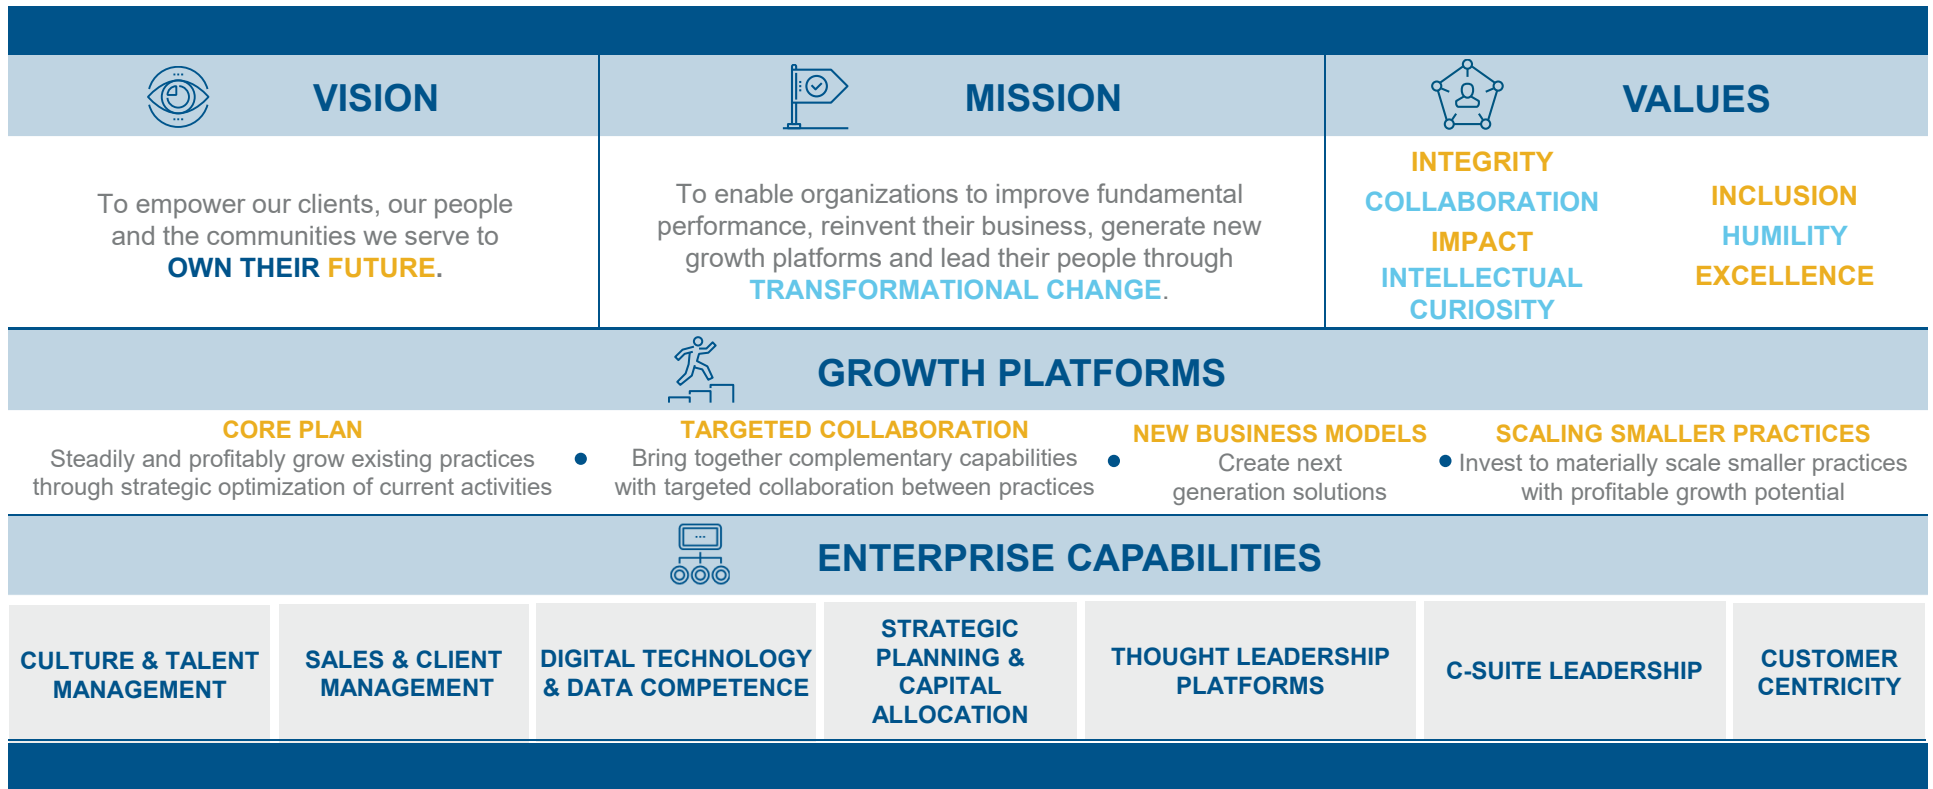 VISION
To empower our clients, our people
and the communities we serve to
OWN THEIR FUTURE.
MISSION
To enable organizations to improve fundamental
performance, reinvent their business, generate new
growth platforms and lead their people through
TRANSFORMATIONAL CHANGE.
VALUES
INTEGRITY
COLLABORATION
IMPACT
INTELLECTUAL
CURIOSITY
INCLUSION
HUMILITY
EXCELLENCE
GROWTH PLATFORMS
CORE PLAN
Steadily and profitably grow existing practices
through strategic optimization of current activities
TARGETED COLLABORATION
Bring together complementary capabilities
with targeted collaboration between practices
NEW BUSINESS MODELS
Create next
generation solutions
SCALING SMALLER PRACTICES
Invest to materially scale smaller practices
with profitable growth potential
ENTERPRISE CAPABILITIES
CULTURE & TALENT
MANAGEMENT
SALES & CLIENT
MANAGEMENT
DIGITAL TECHNOLOGY
& DATA COMPETENCE
STRATEGIC
PLANNING &
CAPITAL
ALLOCATION
THOUGHT LEADERSHIP
PLATFORMS
C-SUITE LEADERSHIP
CUSTOMER
CENTRICITY